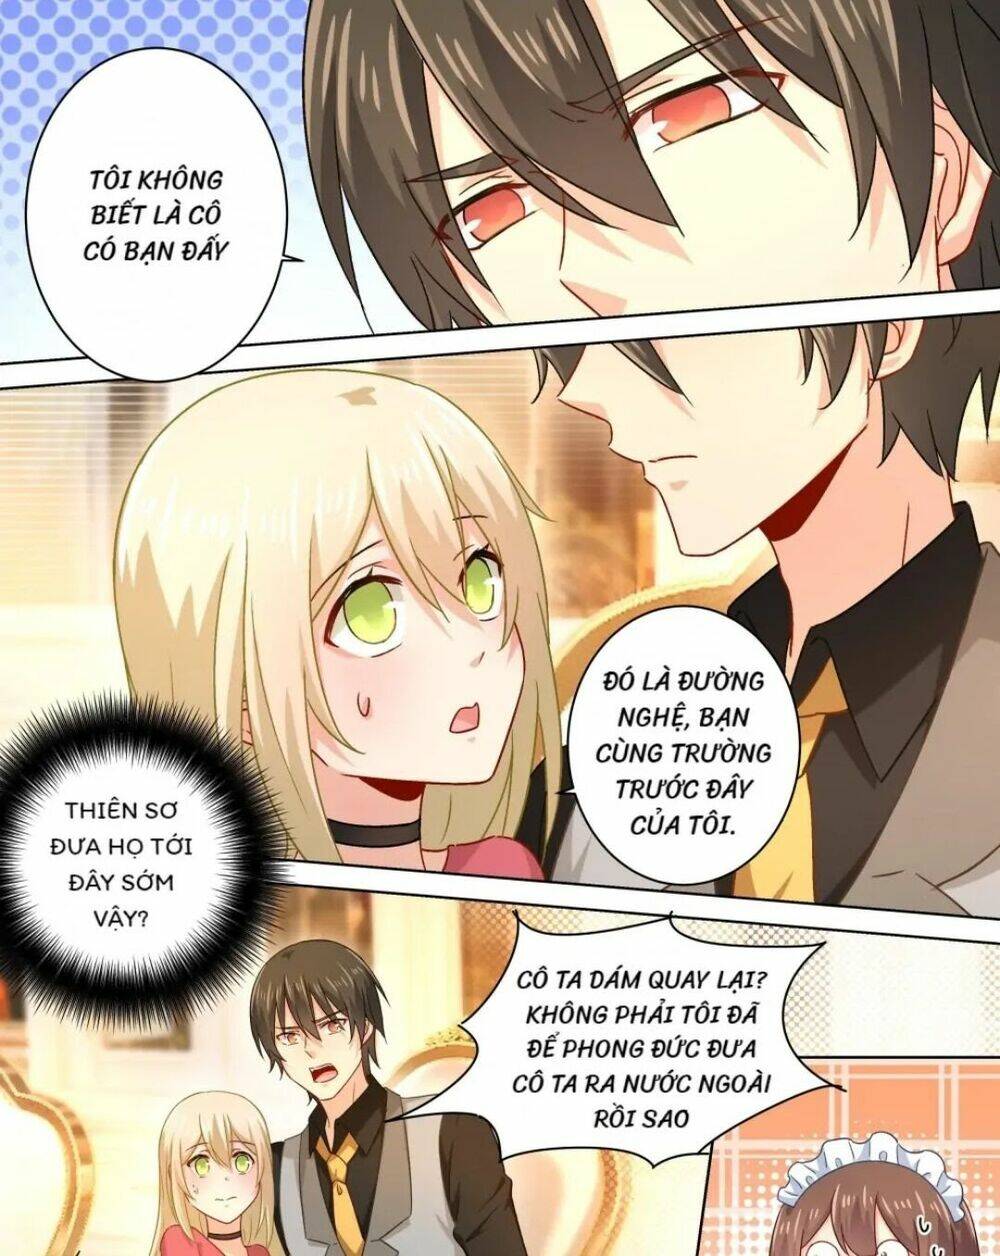 TÔI KHÔNG
BIẾT LÀ CÔ
CÓ BẠN ĐẤY
ĐÓ LÀ ĐƯỜNG
NGHỆ, BẠN
CÙNG TRƯỜNG
TRƯỚC ĐÂY
CỦA TÔI.
THIÊN SƠ
ĐƯA HỌ TỚI
ĐÂY SỚM
VẬY?
CÔ TA DÁM QUAY LẠI?
KHÔNG PHẢI TÔI ĐÃ
ĐỂ PHONG ĐỨC ĐƯA
CÔ TA RA NƯỚC NGOÀI
RỒI SAO